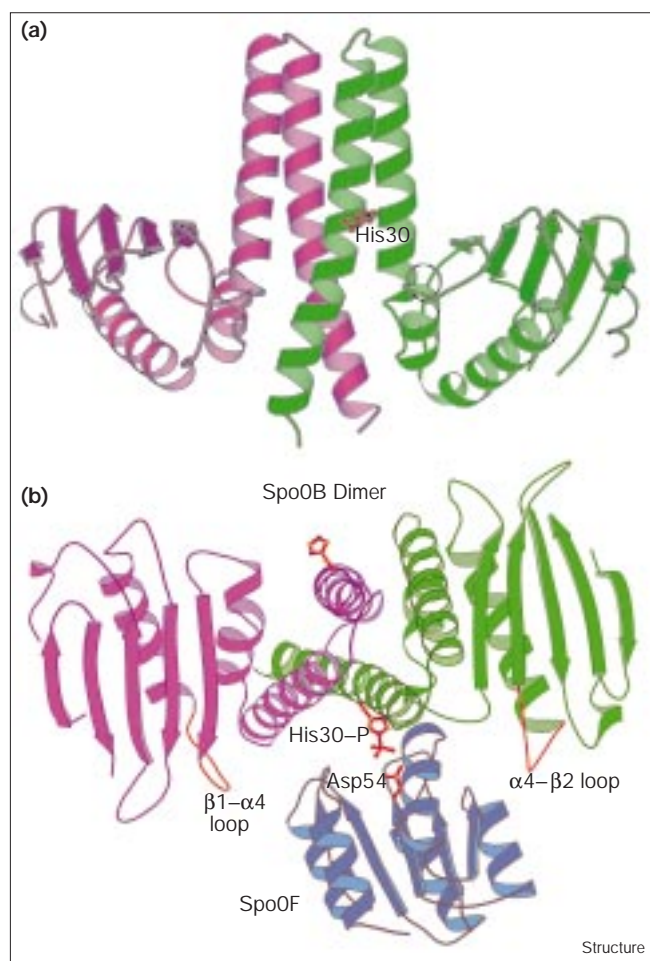 (a)
His30
(b)
Spo0B Dimer
His30–P
Asp54
α4–β2 loop
β1–α4
loop
Spo0F
Structure